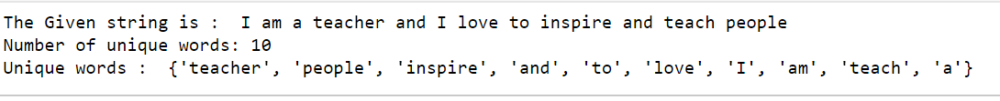 The Given string is :  I am a teacher and I love to inspire and teach people
Number of unique words: 10
Unique words :  {'teacher', 'people', 'inspire', 'and', 'to', 'love', 'I', 'am', 'teach', 'a'}